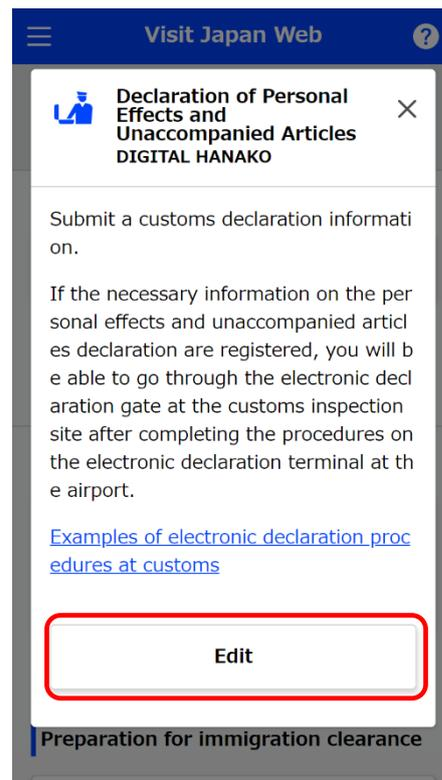 Visit Japan Web
?
Declaration of Personal
Effects and
Unaccompanied Articles
DIGITAL HANAKO
Submit a customs declaration informati
on.
If the necessary information on the per
sonal effects and unaccompanied articl
es declaration are registered, you will b
e able to go through the electronic decl
aration gate at the customs inspection
site after completing the procedures on
the electronic declaration terminal at th
e airport.
Examples of electronic declaration proc
edures at customs
Edit
Preparation for immigration clearance